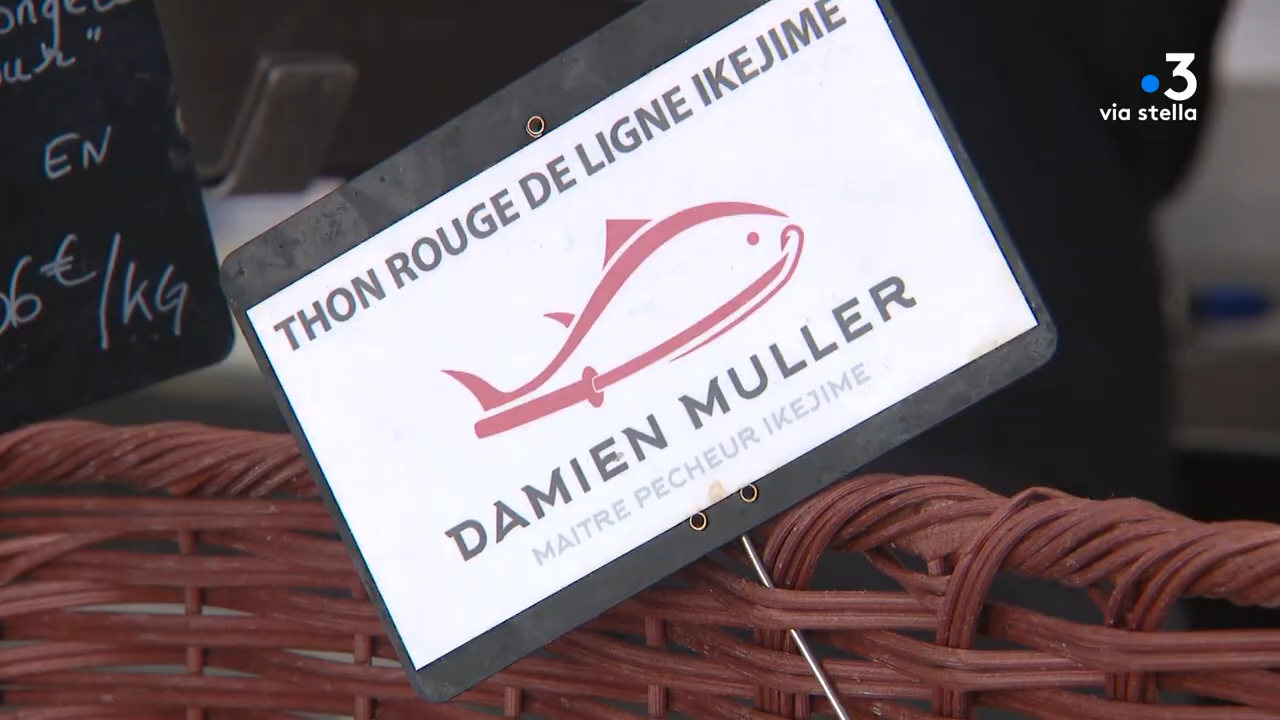 EN
6€/KG
THON ROUGE DE LIGNE IKEJIME
DAMIEN MULLER
MAITRE PECHEUR IKEJIME
3
via stella